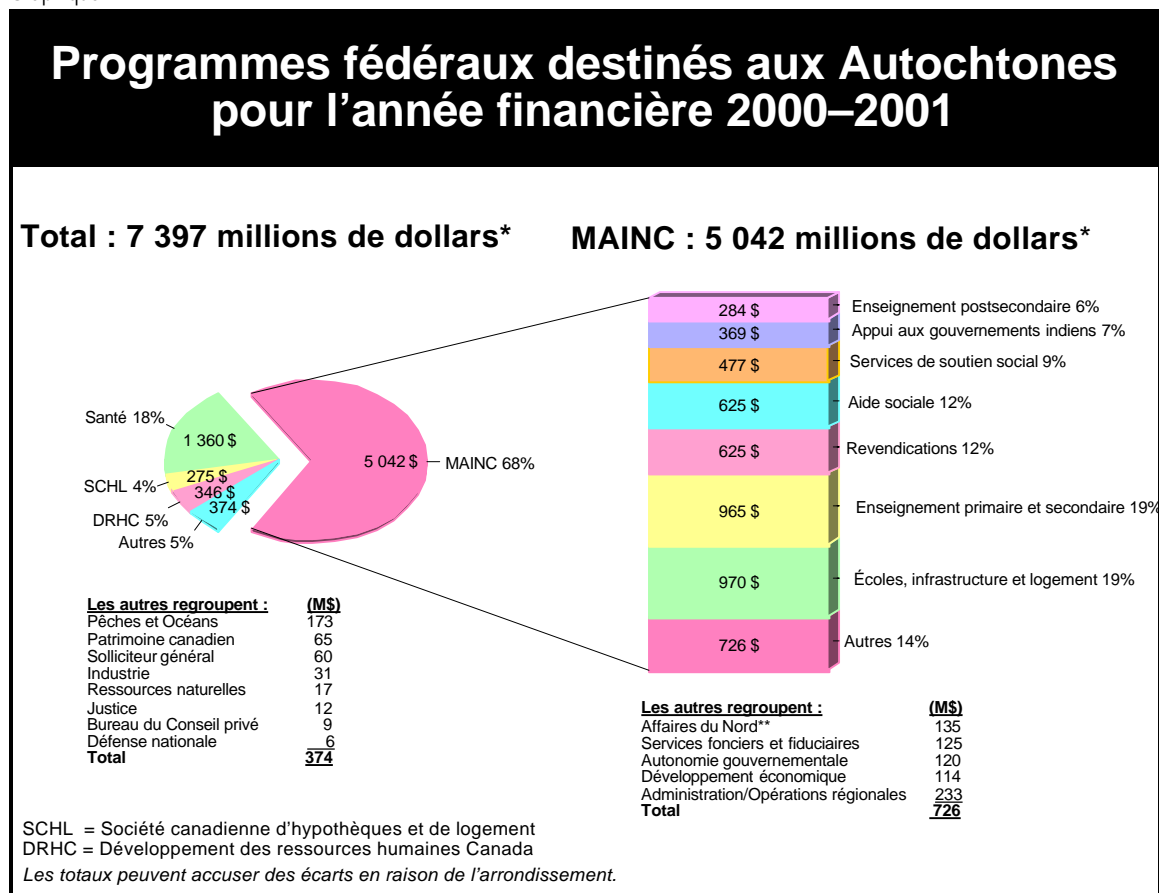 Programmes fédéraux destinés aux Autochtones
pour l'année financière 2000–2001
Total : 7 397 millions de dollars*
MAINC : 5 042 millions de dollars*
Santé 18%
1 360 $
SCHL 4%
275 $
DRHC 5%
346 $
Autres 5%
374 $
5 042 $
MAINC 68%
284 $
Enseignement postsecondaire 6%
369 $
Appui aux gouvernements indiens 7%
477 $
Services de soutien social 9%
625 $
Aide sociale 12%
625 $
Revendications 12%
965 $
Enseignement primaire et secondaire 19%
970 $
Écoles, infrastructure et logement 19%
726 $
Autres 14%
Les autres regroupent : (M$)
Pêches et Océans 173
Patrimoine canadien 65
Solliciteur général 60
Industrie 31
Ressources naturelles 17
Justice 12
Bureau du Conseil privé 9
Défense nationale 6
Total 374
Les autres regroupent : (M$)
Affaires du Nord** 135
Services fonciers et fiduciaires 125
Autonomie gouvernementale 120
Développement économique 114
Administration/Opérations régionales 233
Total 726
SCHL = Société canadienne d'hypothèques et de logement
DRHC = Développement des ressources humaines Canada
Les totaux peuvent accuser des écarts en raison de l'arrondissement.